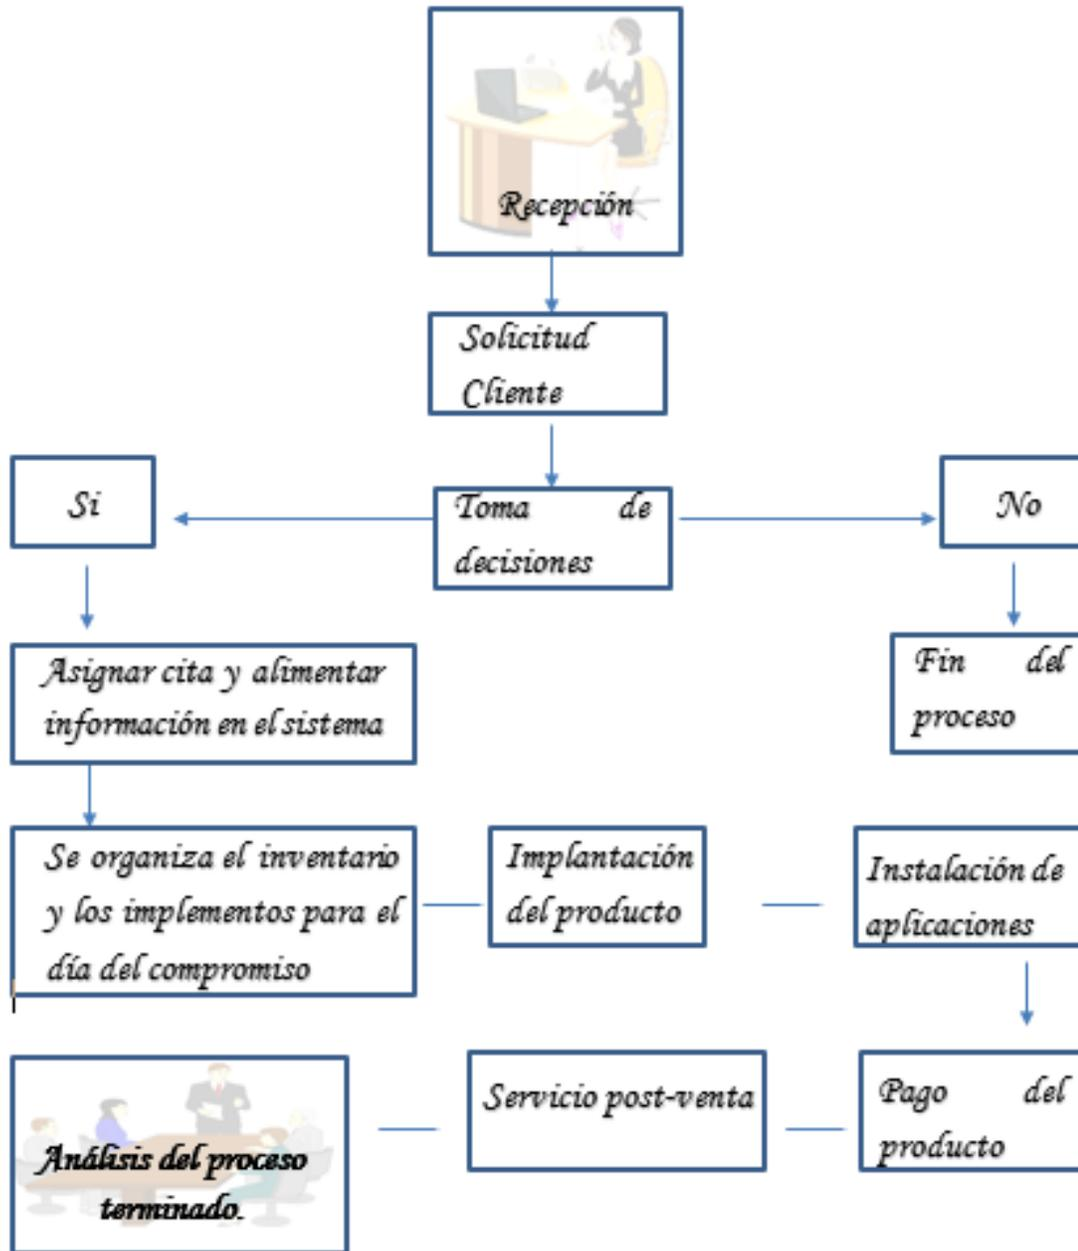 Recepción
Solicitud
Cliente
Si
Toma de
decisiones
No
Asignar cita y alimentar
información en el sistema
Fin del
proceso
Se organiza el inventario
y los implementos para el
día del compromiso
Implantación
del producto
Instalación de
aplicaciones
Análisis del proceso
terminado.
Servicio post-venta
Pago del
producto